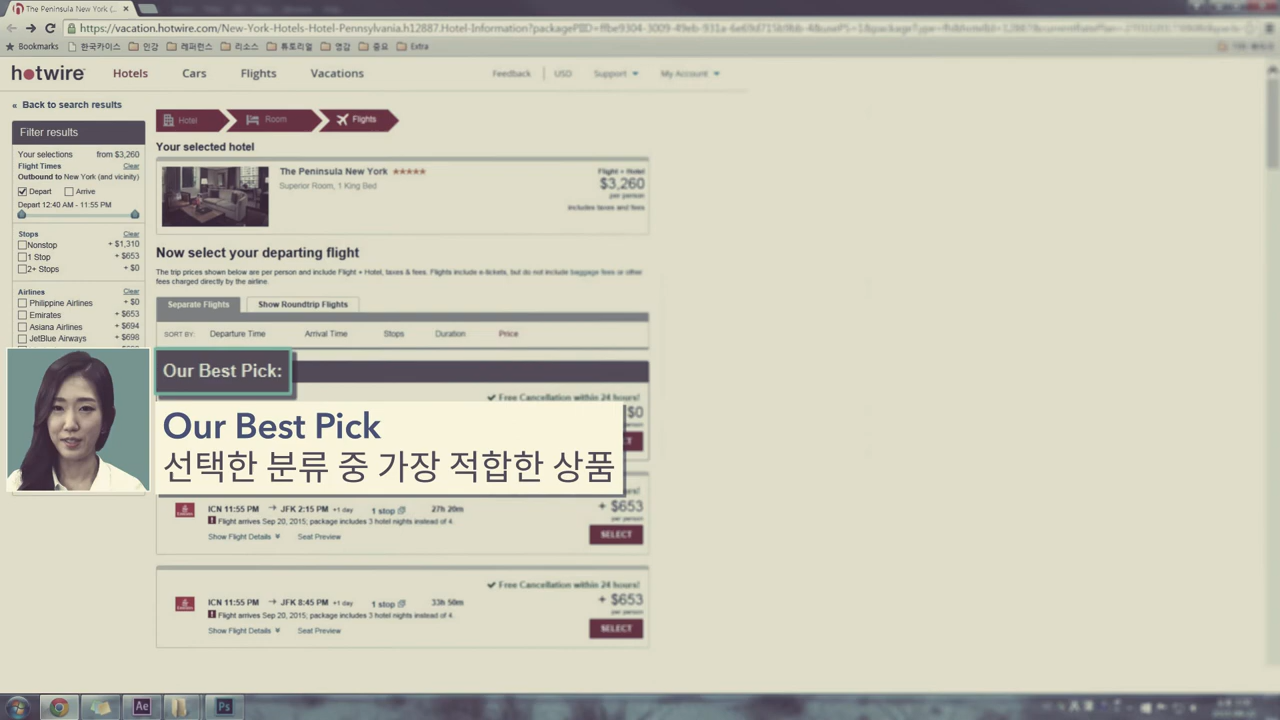 The Peninsula New York (
https://vacation.hotwire.com/New-York-Hotels-Hotel-Pennsylvania.h12887.Hotel-Information?
Bookmarks 한국카이스 인강 레퍼런스 리소스 튜토리얼 영감 중요 Extra
hotwire Hotels Cars Flights Vacations Feedback USD Support My Account
« Back to search results
Hotel Room Flights
Filter results
Your selections from $3,260
Flight Times Clear
Outbound to New York (and vicinity)
Depart Arrive
Depart 12:40 AM - 11:55 PM
Stops Clear
Nonstop + $1,310
1 Stop + $653
2+ Stops + $0
Airlines Clear
Philippine Airlines + $0
Emirates + $653
Asiana Airlines + $694
JetBlue Airways + $698
Your selected hotel
The Peninsula New York ★★★★★
Superior Room, 1 King Bed
Flight + Hotel
$3,260
per person
includes taxes and fees
Now select your departing flight
The trip prices shown below are per person and include Flight + Hotel, taxes & fees. Flights include e-tickets, but do not include baggage fees or other
fees charged directly by the airline.
Separate Flights Show Roundtrip Flights
SORT BY: Departure Time Arrival Time Stops Duration Price
Our Best Pick:
Free Cancellation within 24 hours!
$0
Our Best Pick
선택한 분류 중 가장 적합한 상품
Emirates ICN 11:55 PM → JFK 2:15 PM +1 day 1 stop 27h 20m + $653
per person
Flight arrives Sep 20, 2015; package includes 3 hotel nights instead of 4.
Show Flight Details Seat Preview SELECT
Free Cancellation within 24 hours!
Emirates ICN 11:55 PM → JFK 8:45 PM +1 day 1 stop 33h 50m + $653
per person
Flight arrives Sep 20, 2015; package includes 3 hotel nights instead of 4.
Show Flight Details Seat Preview SELECT
Ae Ps